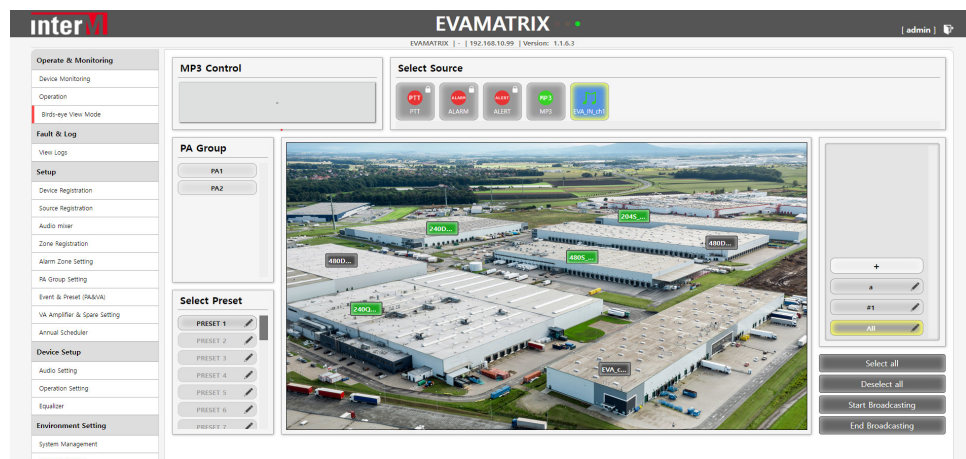 interM
EVAMATRIX
[ admin ]
EVAMATRIX | - | 192.168.10.99 | Version: 1.1.6.3
Operate & Monitoring
Device Monitoring
Operation
Birds-eye View Mode
Fault & Log
View Logs
Setup
Device Registration
Source Registration
Audio mixer
Zone Registration
Alarm Zone Setting
PA Group Setting
Event & Preset (PA&VA)
VA Amplifier & Spare Setting
Annual Scheduler
Device Setup
Audio Setting
Operation Setting
Equalizer
Environment Setting
System Management
MP3 Control
Select Source
PTT
PTT
ALARM
ALARM
ALERT
ALERT
MP3
MP3
EVA_IN_ch1
PA Group
PA1
PA2
Select Preset
PRESET 1
PRESET 2
PRESET 3
PRESET 4
PRESET 5
PRESET 6
PRESET 7
204S_...
240D...
480D...
480S_...
480D...
240Q...
EVA_c...
+
a
#1
All
Select all
Deselect all
Start Broadcasting
End Broadcasting